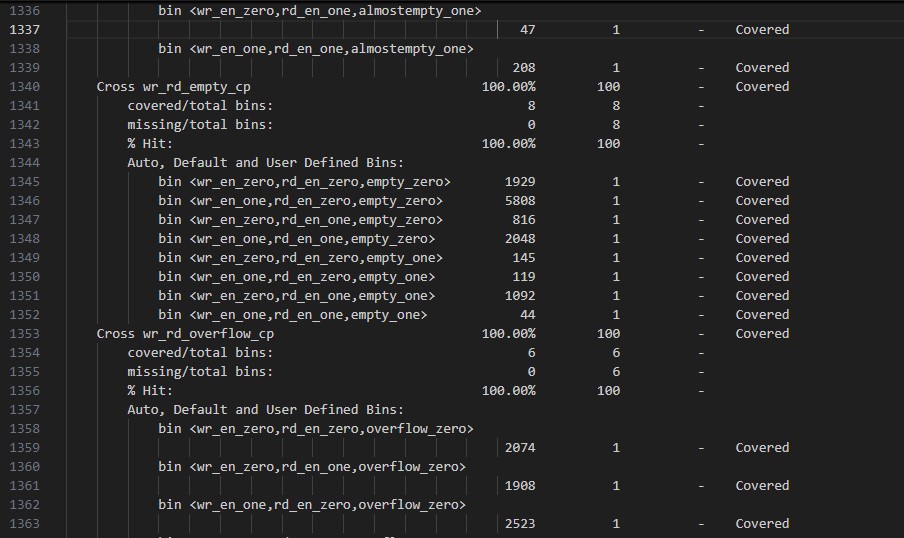 1336 bin <wr_en_zero,rd_en_one,almostempty_one>
1337 47 1 - Covered
1338 bin <wr_en_one,rd_en_one,almostempty_one>
1339 208 1 - Covered
1340 Cross wr_rd_empty_cp 100.00% 100 - Covered
1341 covered/total bins: 8 8 -
1342 missing/total bins: 0 8 -
1343 % Hit: 100.00% 100 -
1344 Auto, Default and User Defined Bins:
1345 bin <wr_en_zero,rd_en_zero,empty_zero> 1929 1 - Covered
1346 bin <wr_en_one,rd_en_zero,empty_zero> 5808 1 - Covered
1347 bin <wr_en_zero,rd_en_one,empty_zero> 816 1 - Covered
1348 bin <wr_en_one,rd_en_one,empty_zero> 2048 1 - Covered
1349 bin <wr_en_zero,rd_en_zero,empty_one> 145 1 - Covered
1350 bin <wr_en_one,rd_en_zero,empty_one> 119 1 - Covered
1351 bin <wr_en_zero,rd_en_one,empty_one> 1092 1 - Covered
1352 bin <wr_en_one,rd_en_one,empty_one> 44 1 - Covered
1353 Cross wr_rd_overflow_cp 100.00% 100 - Covered
1354 covered/total bins: 6 6 -
1355 missing/total bins: 0 6 -
1356 % Hit: 100.00% 100 -
1357 Auto, Default and User Defined Bins:
1358 bin <wr_en_zero,rd_en_zero,overflow_zero>
1359 2074 1 - Covered
1360 bin <wr_en_zero,rd_en_one,overflow_zero>
1361 1908 1 - Covered
1362 bin <wr_en_one,rd_en_zero,overflow_zero>
1363 2523 1 - Covered